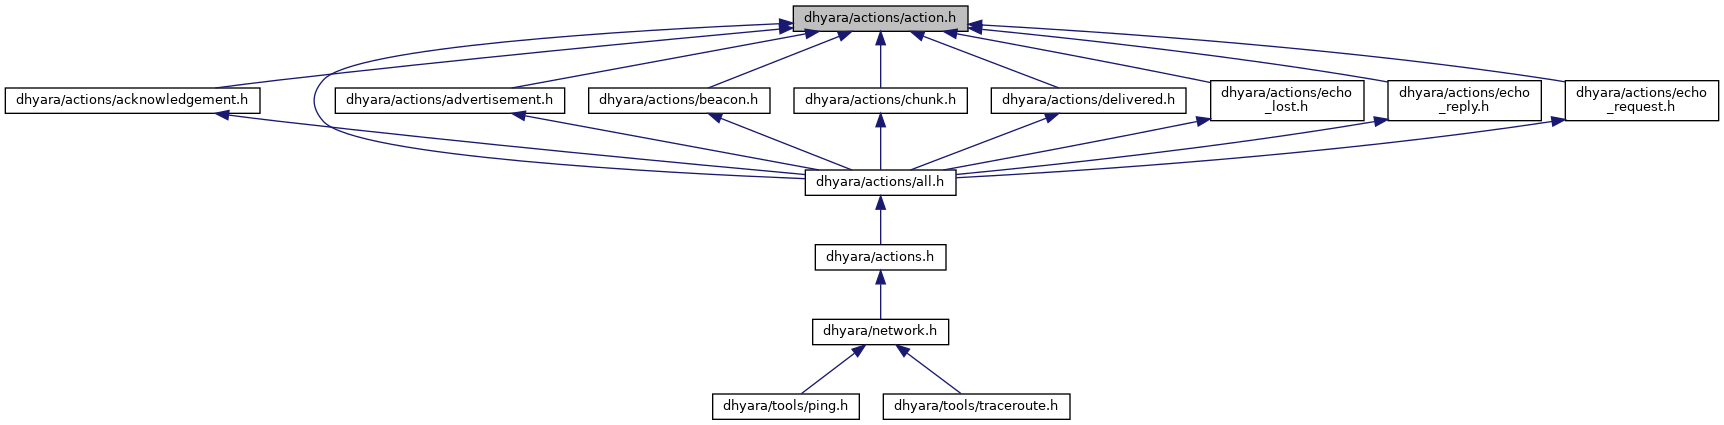 dhyara/actions/action.h
dhyara/actions/acknowledgement.h
dhyara/actions/advertisement.h
dhyara/actions/beacon.h
dhyara/actions/chunk.h
dhyara/actions/delivered.h
dhyara/actions/echo
_lost.h
dhyara/actions/echo
_reply.h
dhyara/actions/echo
_request.h
dhyara/actions/all.h
dhyara/actions.h
dhyara/network.h
dhyara/tools/ping.h
dhyara/tools/traceroute.h